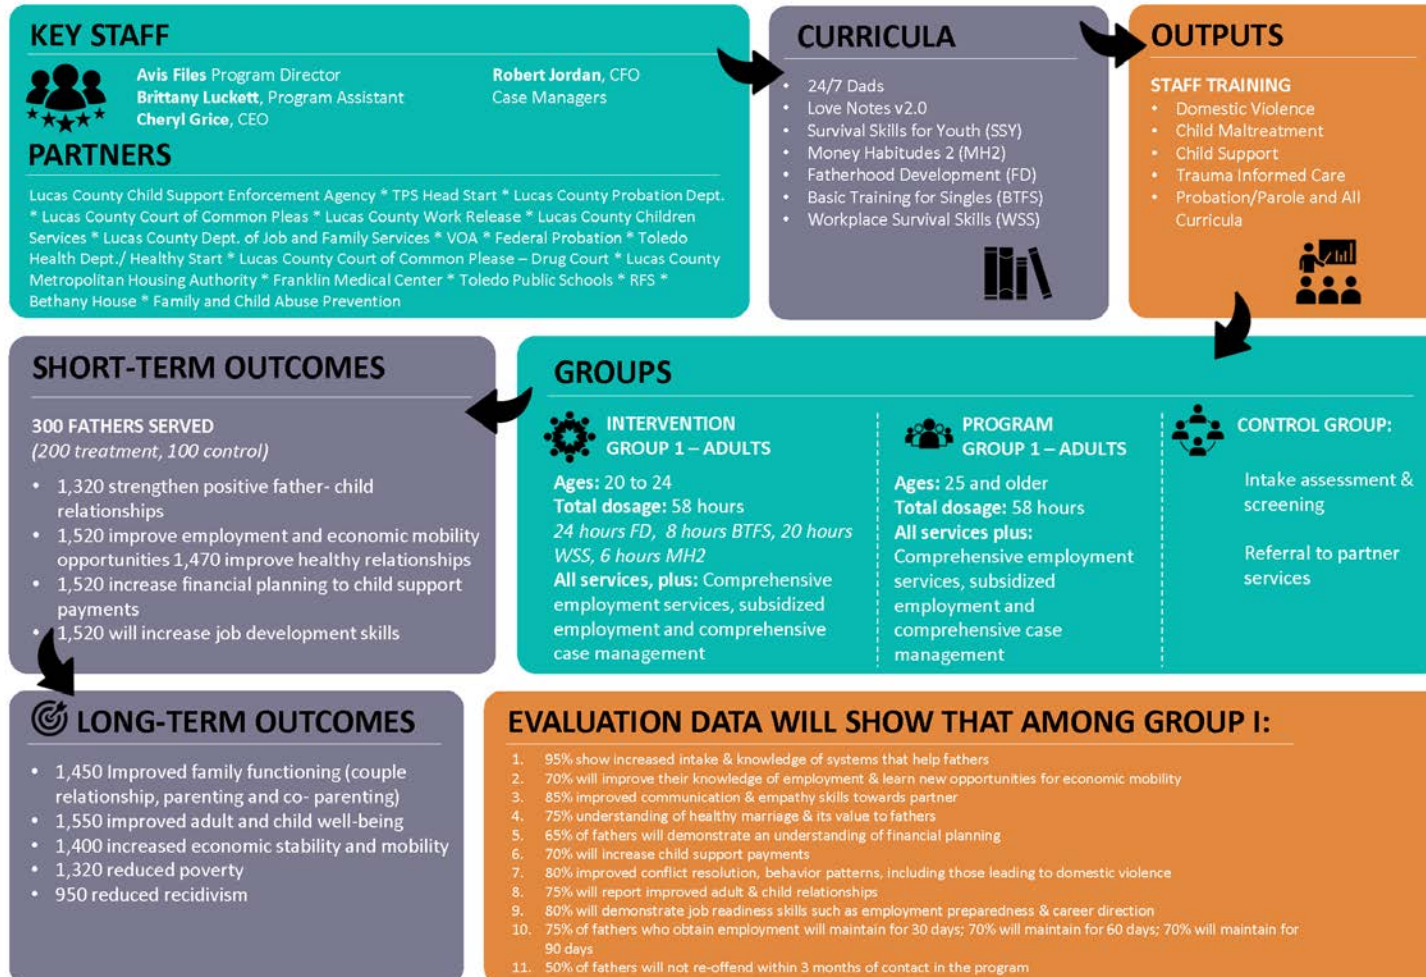 KEY STAFF
Avis Files Program Director
Brittany Luckett, Program Assistant
Cheryl Grice, CEO
Robert Jordan, CFO
Case Managers
PARTNERS
Lucas County Child Support Enforcement Agency * TPS Head Start * Lucas County Probation Dept.
* Lucas County Court of Common Pleas * Lucas County Work Release * Lucas County Children
Services * Lucas County Dept. of Job and Family Services * VOA * Federal Probation * Toledo
Health Dept./ Healthy Start * Lucas County Court of Common Please – Drug Court * Lucas County
Metropolitan Housing Authority * Franklin Medical Center * Toledo Public Schools * RFS *
Bethany House * Family and Child Abuse Prevention
CURRICULA
• 24/7 Dads
• Love Notes v2.0
• Survival Skills for Youth (SSY)
• Money Habitudes 2 (MH2)
• Fatherhood Development (FD)
• Basic Training for Singles (BTFS)
• Workplace Survival Skills (WSS)
OUTPUTS
STAFF TRAINING
• Domestic Violence
• Child Maltreatment
• Child Support
• Trauma Informed Care
• Probation/Parole and All
Curricula
GROUPS
INTERVENTION
GROUP 1 – ADULTS
Ages: 20 to 24
Total dosage: 58 hours
24 hours FD, 8 hours BTFS, 20 hours
WSS, 6 hours MH2
All services, plus: Comprehensive
employment services, subsidized
employment and comprehensive
case management
PROGRAM
GROUP 1 – ADULTS
Ages: 25 and older
Total dosage: 58 hours
All services plus:
Comprehensive employment
services, subsidized
employment and
comprehensive case
management
CONTROL GROUP:
Intake assessment &
screening
Referral to partner
services
SHORT-TERM OUTCOMES
300 FATHERS SERVED
(200 treatment, 100 control)
• 1,320 strengthen positive father- child
relationships
• 1,520 improve employment and economic mobility
opportunities 1,470 improve healthy relationships
• 1,520 increase financial planning to child support
payments
• 1,520 will increase job development skills
LONG-TERM OUTCOMES
• 1,450 Improved family functioning (couple
relationship, parenting and co- parenting)
• 1,550 improved adult and child well-being
• 1,400 increased economic stability and mobility
• 1,320 reduced poverty
• 950 reduced recidivism
EVALUATION DATA WILL SHOW THAT AMONG GROUP I:
1. 95% show increased intake & knowledge of systems that help fathers
2. 70% will improve their knowledge of employment & learn new opportunities for economic mobility
3. 85% improved communication & empathy skills towards partner
4. 75% understanding of healthy marriage & its value to fathers
5. 65% of fathers will demonstrate an understanding of financial planning
6. 70% will increase child support payments
7. 80% improved conflict resolution, behavior patterns, including those leading to domestic violence
8. 75% will report improved adult & child relationships
9. 80% will demonstrate job readiness skills such as employment preparedness & career direction
10. 75% of fathers who obtain employment will maintain for 30 days; 70% will maintain for 60 days; 70% will maintain for
90 days
11. 50% of fathers will not re-offend within 3 months of contact in the program